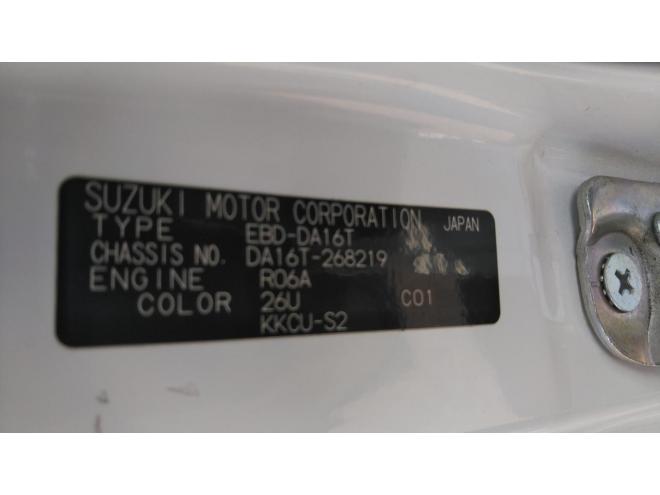 SUZUKI MOTOR CORPORATION JAPAN
TYPE EBD-DA16T
CHASSIS NO. DA16T-268219
ENGINE R06A
COLOR 26U C01
KKCU-S2